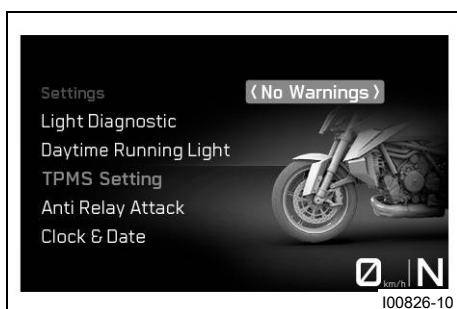 Settings
‹ No Warnings ›
Light Diagnostic
Daytime Running Light
TPMS Setting
Anti Relay Attack
Clock & Date
0 km/h N
I00826-10